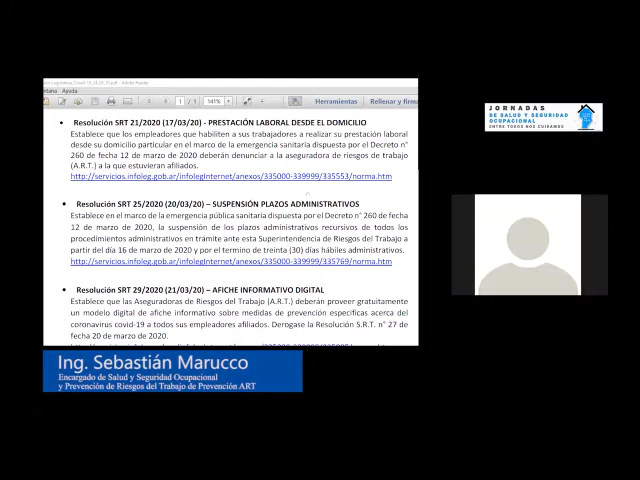 Ayuda
1 / 1
141%
Herramientas
Rellenar y firma
• Resolución SRT 21/2020 (17/03/20) - PRESTACIÓN LABORAL DESDE EL DOMICILIO
Establece que los empleadores que habiliten a sus trabajadores a realizar su prestación laboral
desde su domicilio particular en el marco de la emergencia sanitaria dispuesta por el Decreto n°
260 de fecha 12 de marzo de 2020 deberán denunciar a la aseguradora de riesgos de trabajo
(A.R.T.) a la que estuvieran afiliados.
http://servicios.infoleg.gob.ar/infolegInternet/anexos/335000-339999/335553/norma.htm
• Resolución SRT 25/2020 (20/03/20) – SUSPENSIÓN PLAZOS ADMINISTRATIVOS
Establece en el marco de la emergencia pública sanitaria dispuesta por el Decreto n° 260 de fecha
12 de marzo de 2020, la suspensión de los plazos administrativos recursivos de todos los
procedimientos administrativos en trámite ante esta Superintendencia de Riesgos del Trabajo a
partir del día 16 de marzo de 2020 y por el termino de treinta (30) días hábiles administrativos.
http://servicios.infoleg.gob.ar/infolegInternet/anexos/335000-339999/335769/norma.htm
• Resolución SRT 29/2020 (21/03/20) – AFICHE INFORMATIVO DIGITAL
Establece que las Aseguradoras de Riesgos del Trabajo (A.R.T.) deberán proveer gratuitamente
un modelo digital de afiche informativo sobre medidas de prevención específicas acerca del
coronavirus covid-19 a todos sus empleadores afiliados. Derogase la Resolución S.R.T. n° 27 de
fecha 20 de marzo de 2020.
JORNADAS
DE SALUD Y SEGURIDAD
OCUPACIONAL
ENTRE TODOS NOS CUIDAMOS
Ing. Sebastián Marucco
Encargado de Salud y Seguridad Ocupacional
y Prevención de Riesgos del Trabajo de Prevención ART